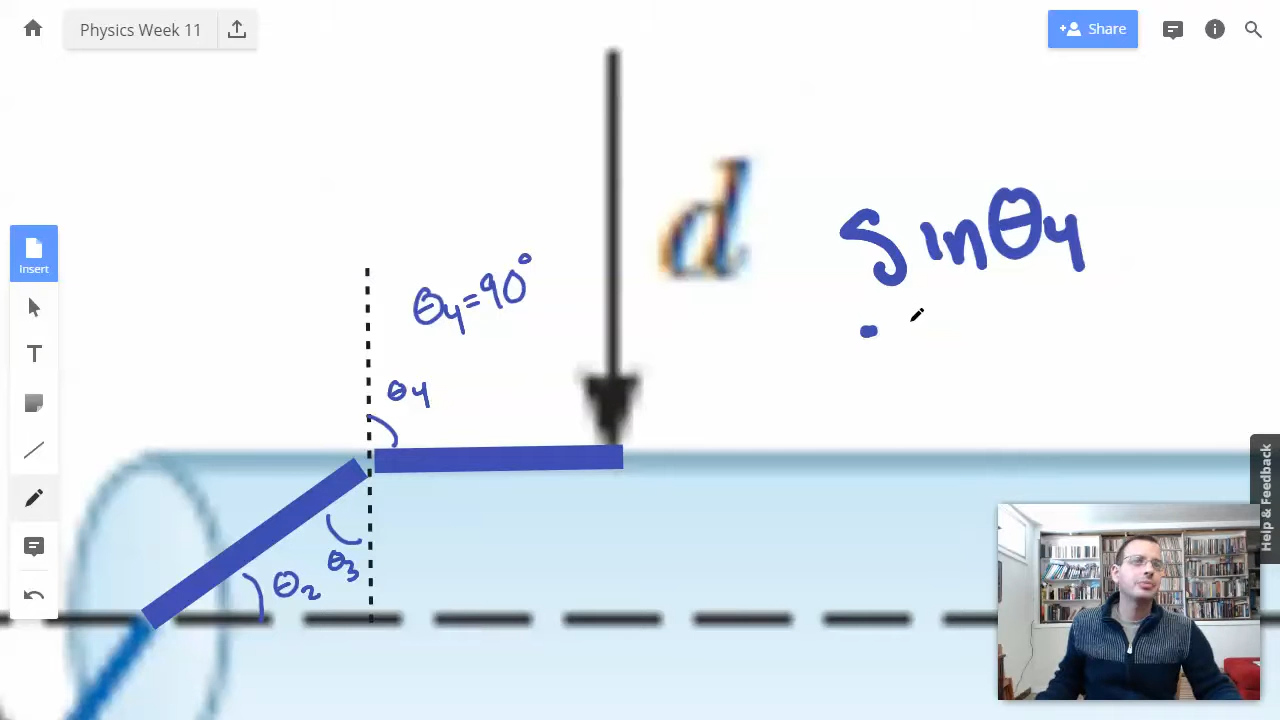 Physics Week 11
Share
d
sinθ4
θ4=90°
θ4
Insert
T
θ3
θ2
Help & Feedback